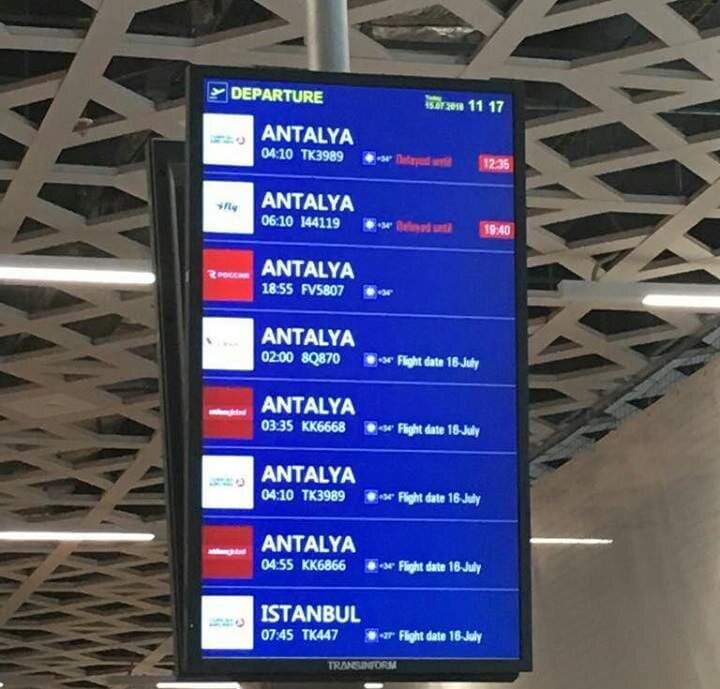 DEPARTURE
Today
15.07.2018 11 17
ANTALYA
04:10 TK3989 +34° Delayed until 12:35
fly
ANTALYA
06:10 I44119 +34° Delayed until 19:40
РОССИЯ
ANTALYA
18:55 FV5807 +34°
ANTALYA
02:00 8Q870 +34° Flight date 16-July
ANTALYA
03:35 KK6668 +34° Flight date 16-July
ANTALYA
04:10 TK3989 +34° Flight date 16-July
ANTALYA
04:55 KK6866 +34° Flight date 16-July
ISTANBUL
07:45 TK447 +27° Flight date 16-July
TRANSINFORM